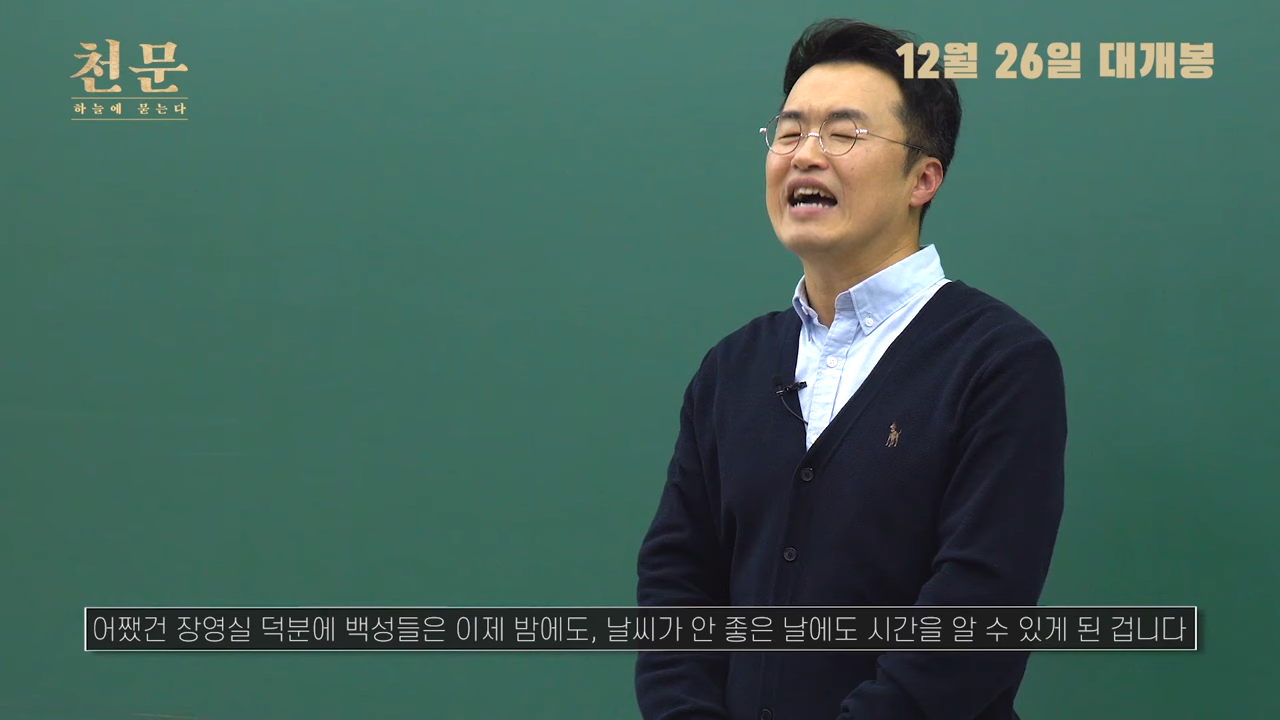 천문
하늘에 묻는다
12월 26일 대개봉
어쨌건 장영실 덕분에 백성들은 이제 밤에도, 날씨가 안 좋은 날에도 시간을 알 수 있게 된 겁니다